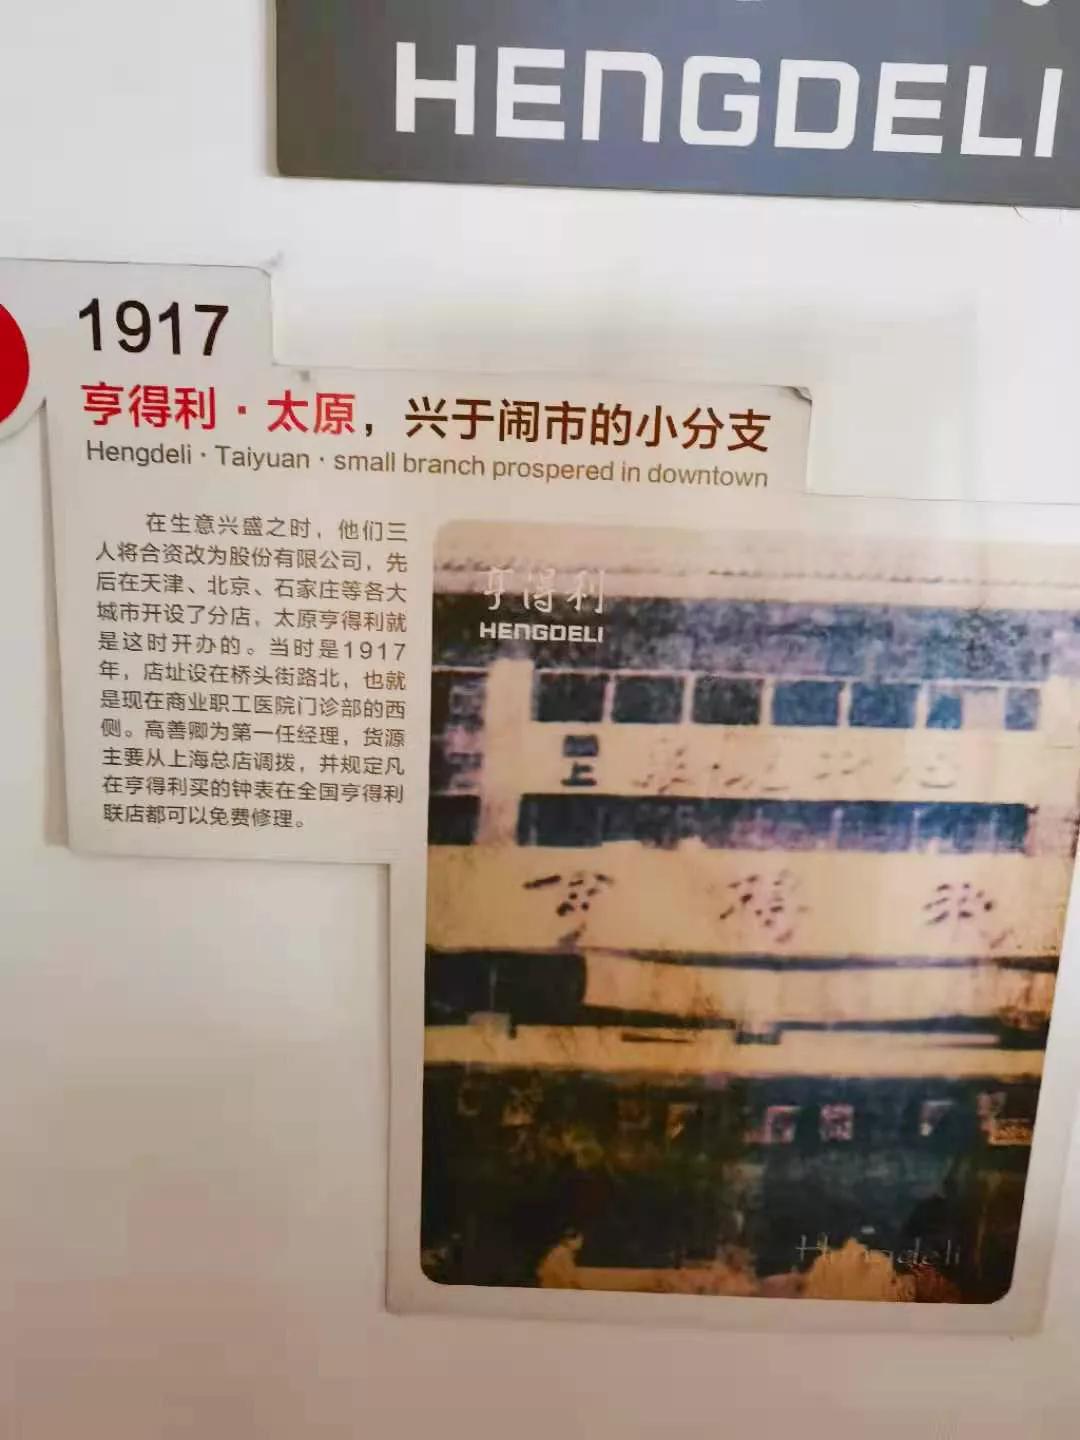 HENGDELI
1917
亨得利·太原，兴于闹市的小分支
Hengdeli · Taiyuan · small branch prospered in downtown
在生意兴盛之时，他们三
人将合资改为股份有限公司，先
后在天津、北京、石家庄等各大
城市开设了分店，太原亨得利就
是这时开办的。当时是1917
年，店址设在桥头街路北，也就
是现在商业职工医院门诊部的西
侧。高善卿为第一任经理，货源
主要从上海总店调拨，并规定凡
在亨得利买的钟表在全国亨得利
联店都可以免费修理。
亨得利
HENGDELI
亨得利
Hengdeli